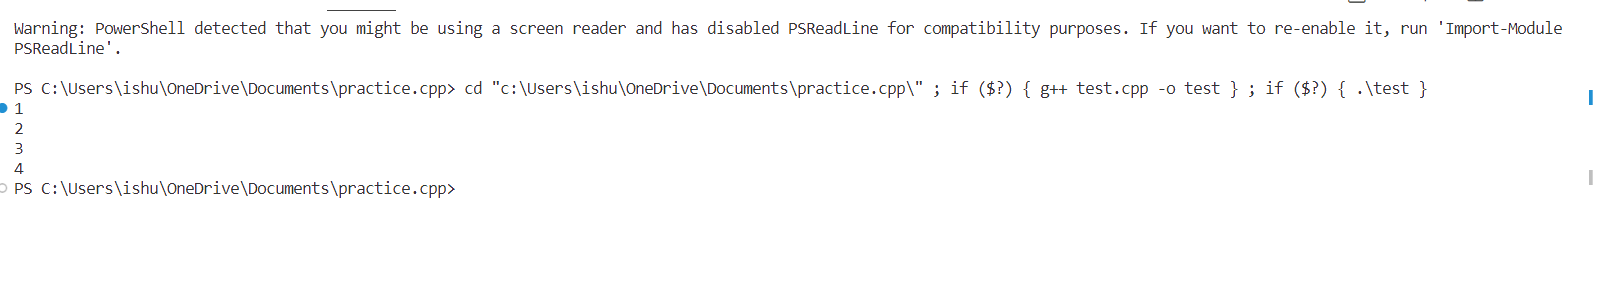 Warning: PowerShell detected that you might be using a screen reader and has disabled PSReadLine for compatibility purposes. If you want to re-enable it, run 'Import-Module
PSReadLine'.
PS C:\Users\ishu\OneDrive\Documents\practice.cpp> cd "c:\Users\ishu\OneDrive\Documents\practice.cpp\" ; if ($?) { g++ test.cpp -o test } ; if ($?) { .\test }
1
2
3
4
PS C:\Users\ishu\OneDrive\Documents\practice.cpp>